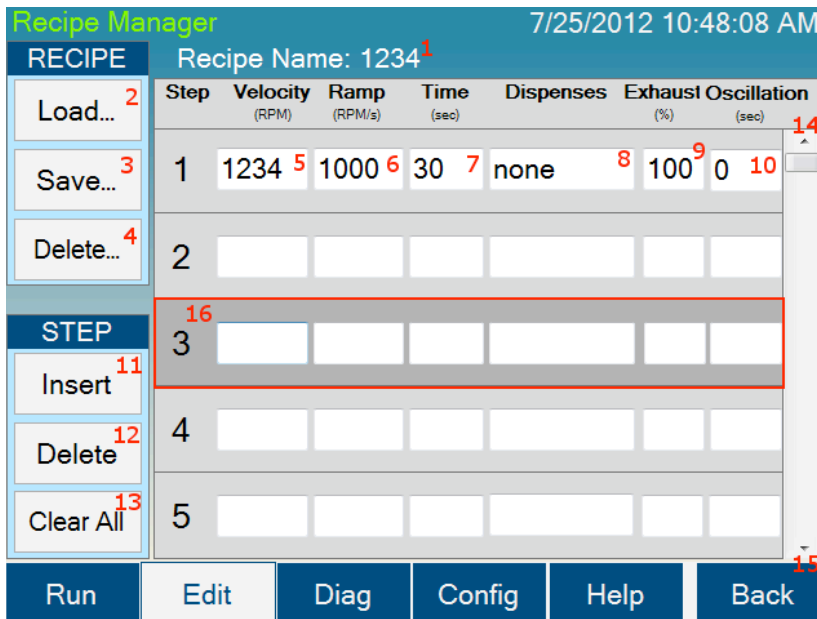 Recipe Manager 7/25/2012 10:48:08 AM
RECIPE Recipe Name: 1234 1
Step Velocity Ramp Time Dispenses Exhaust Oscillation
(RPM) (RPM/s) (sec) (%) (sec)
Load... 2
14
1 1234 5 1000 6 30 7 none 8 100 9 0 10
Save... 3
Delete... 4
2
16
STEP
3
Insert 11
4
Delete 12
Clear All 13
5
15
Run Edit Diag Config Help Back